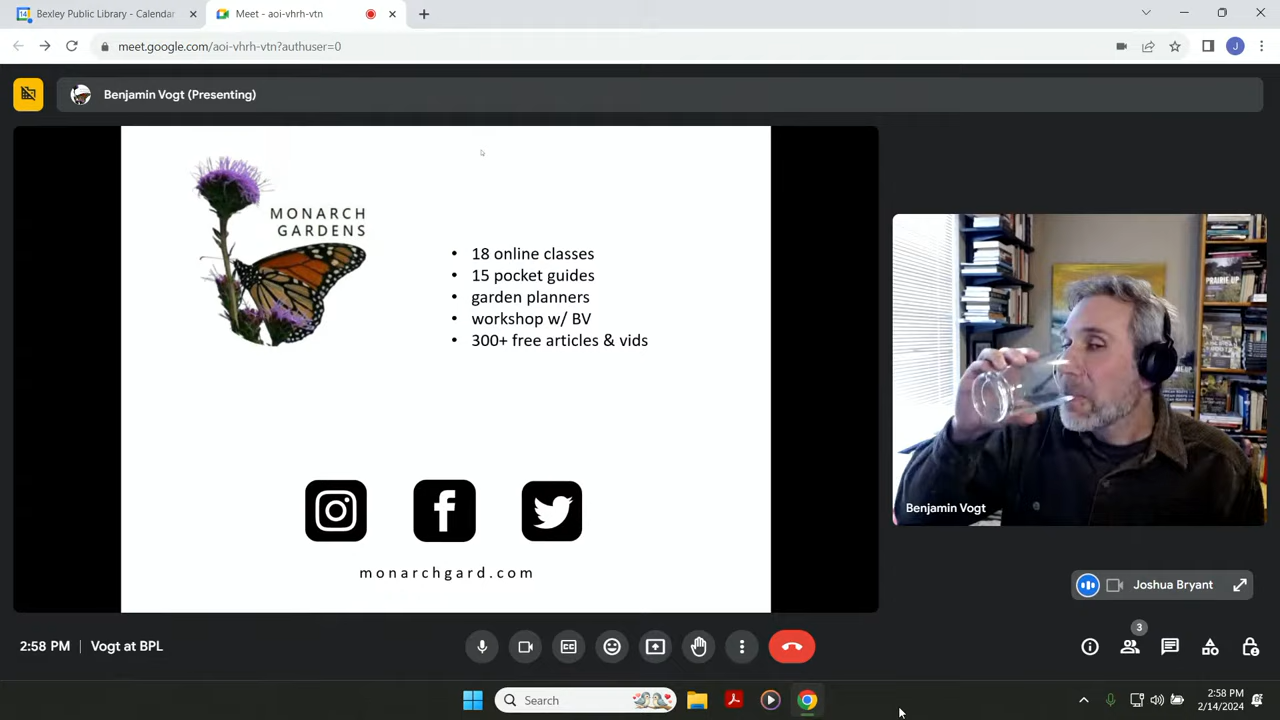 Bexley Public Library - Calendar
Meet - aoi-vhrh-vtn
meet.google.com/aoi-vhrh-vtn?authuser=0
J
Benjamin Vogt (Presenting)
MONARCH
GARDENS
• 18 online classes
• 15 pocket guides
• garden planners
• workshop w/ BV
• 300+ free articles & vids
monarchgard.com
PRAIRIE UP
Benjamin Vogt
Joshua Bryant
3
2:58 PM | Vogt at BPL
Search
2:58 PM
2/14/2024